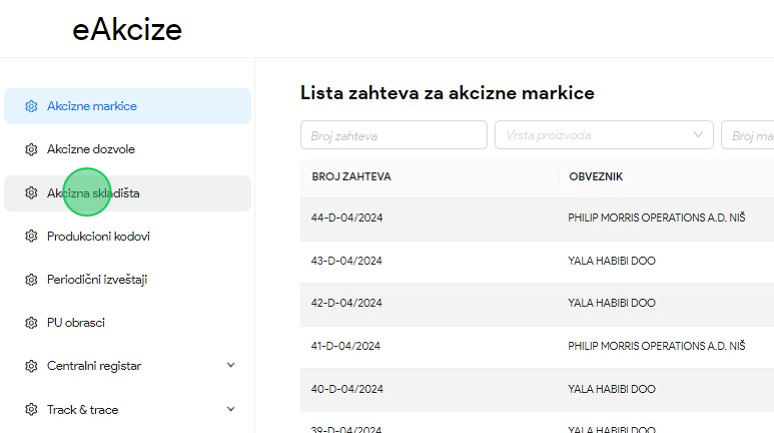 eAkcize
Akcizne markice
Akcizne dozvole
Akcizna skladišta
Produkcioni kodovi
Periodični izveštaji
PU obrasci
Centralni registar
Track & trace
Lista zahteva za akcizne markice
Broj zahteva
Vrsta proizvoda
Broj ma
BROJ ZAHTEVA OBVEZNIK
44-D-04/2024 PHILIP MORRIS OPERATIONS A.D. NIŠ
43-D-04/2024 YALA HABIBI DOO
42-D-04/2024 YALA HABIBI DOO
41-D-04/2024 PHILIP MORRIS OPERATIONS A.D. NIŠ
40-D-04/2024 YALA HABIBI DOO
39-D-04/2024 YALA HABIBI DOO